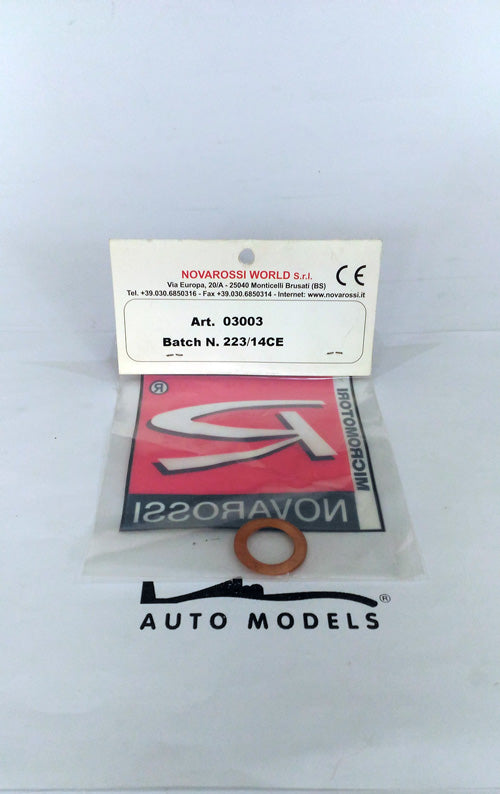 NOVAROSSI WORLD S.r.l.
Via Europa, 20/A - 25040 Monticelli Brusati (BS)
Tel. +39.030.6850316 - Fax +39.030.6850314 - Internet: www.novarossi.it
CE
Art. 03003
Batch N. 223/14CE
®
MICROMOTORI
NOVAROSSI
®
AUTO MODELS